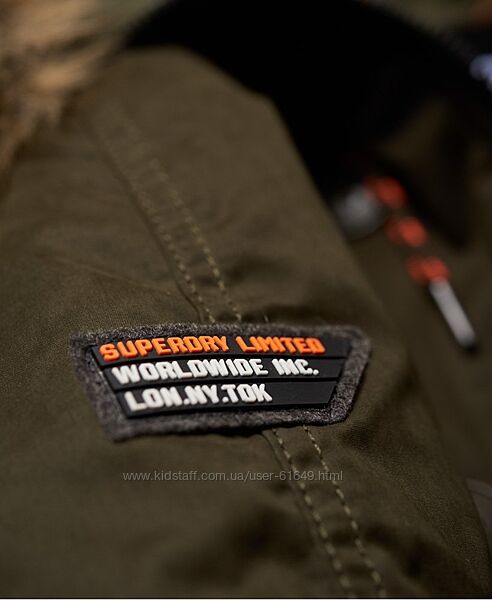 SUPERDRY LIMITED
WORLDWIDE INC.
LON.NY.TOK
www.kidstaff.com.ua/user-61649.html